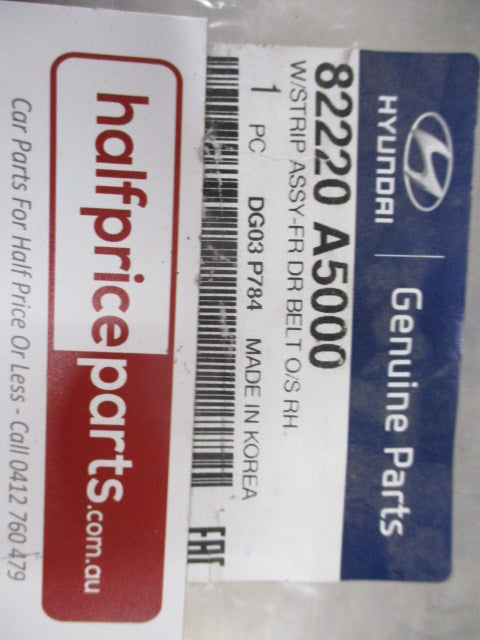 HYUNDAI
Genuine Parts
82220 A5000
W/STRIP ASSY-FR DR BELT O/S RH
1 PC DG03 P784 MADE IN KOREA
EAC
halfpriceparts.com.au
Car Parts For Half Price Or Less - Call 0412 760 479